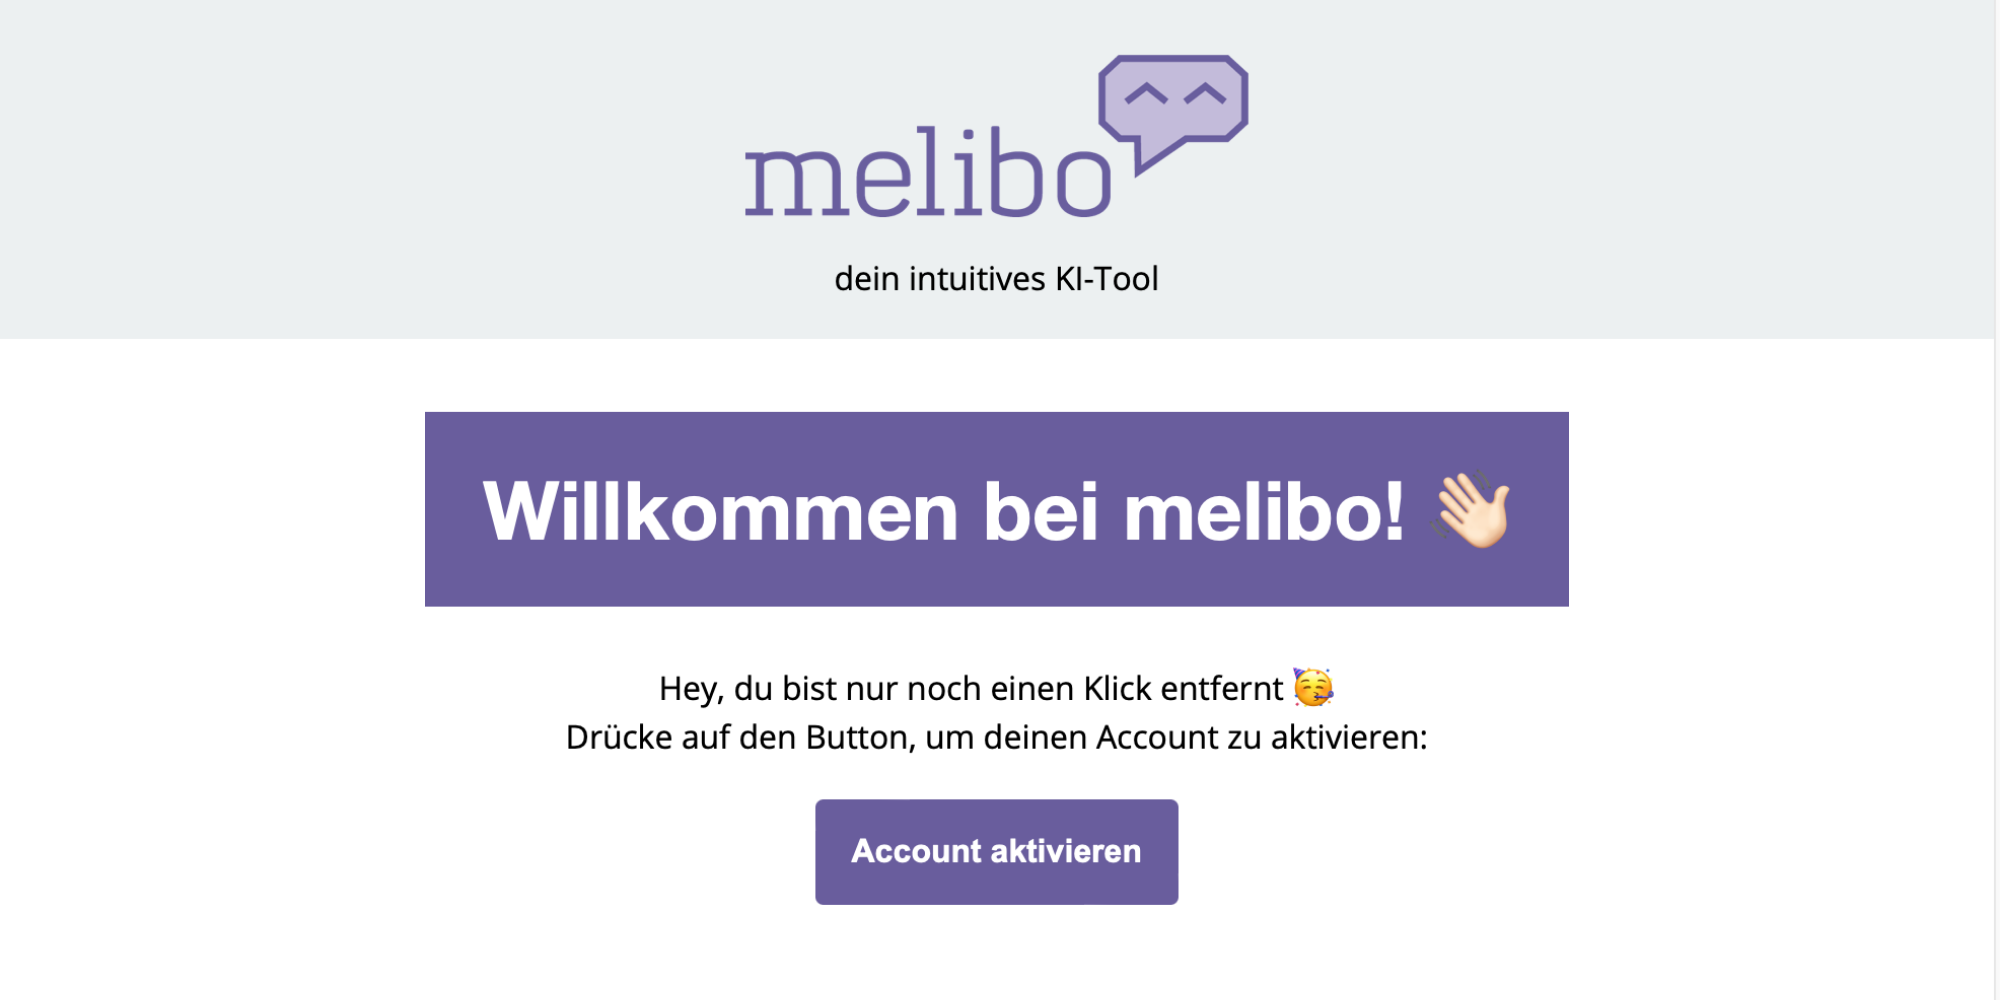 melibo
dein intuitives KI-Tool
Willkommen bei melibo! 👋🏻
Hey, du bist nur noch einen Klick entfernt 🥳
Drücke auf den Button, um deinen Account zu aktivieren:
Account aktivieren